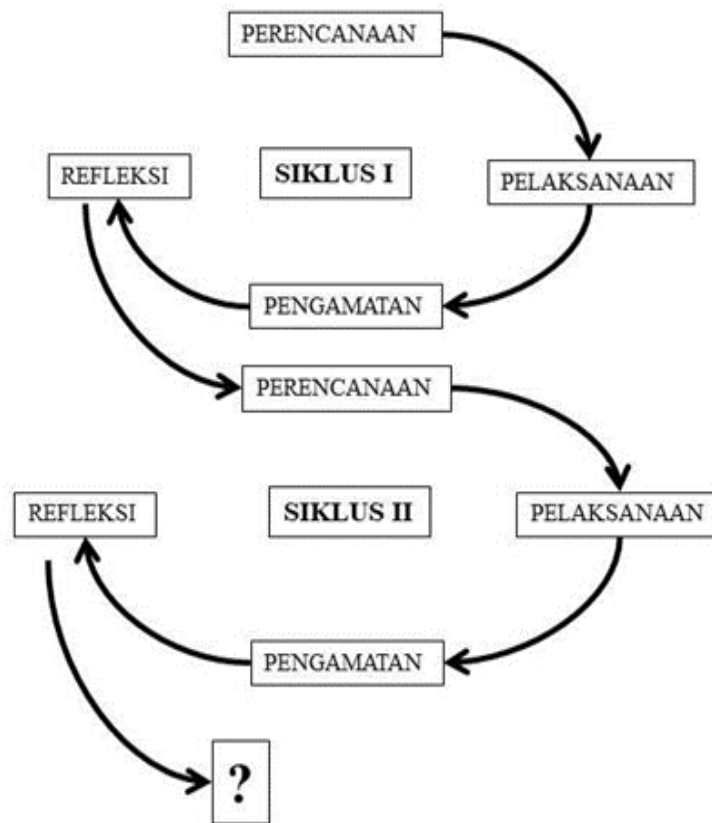 PERENCANAAN
REFLEKSI
SIKLUS I
PELAKSANAAN
PENGAMATAN
PERENCANAAN
REFLEKSI
SIKLUS II
PELAKSANAAN
PENGAMATAN
?